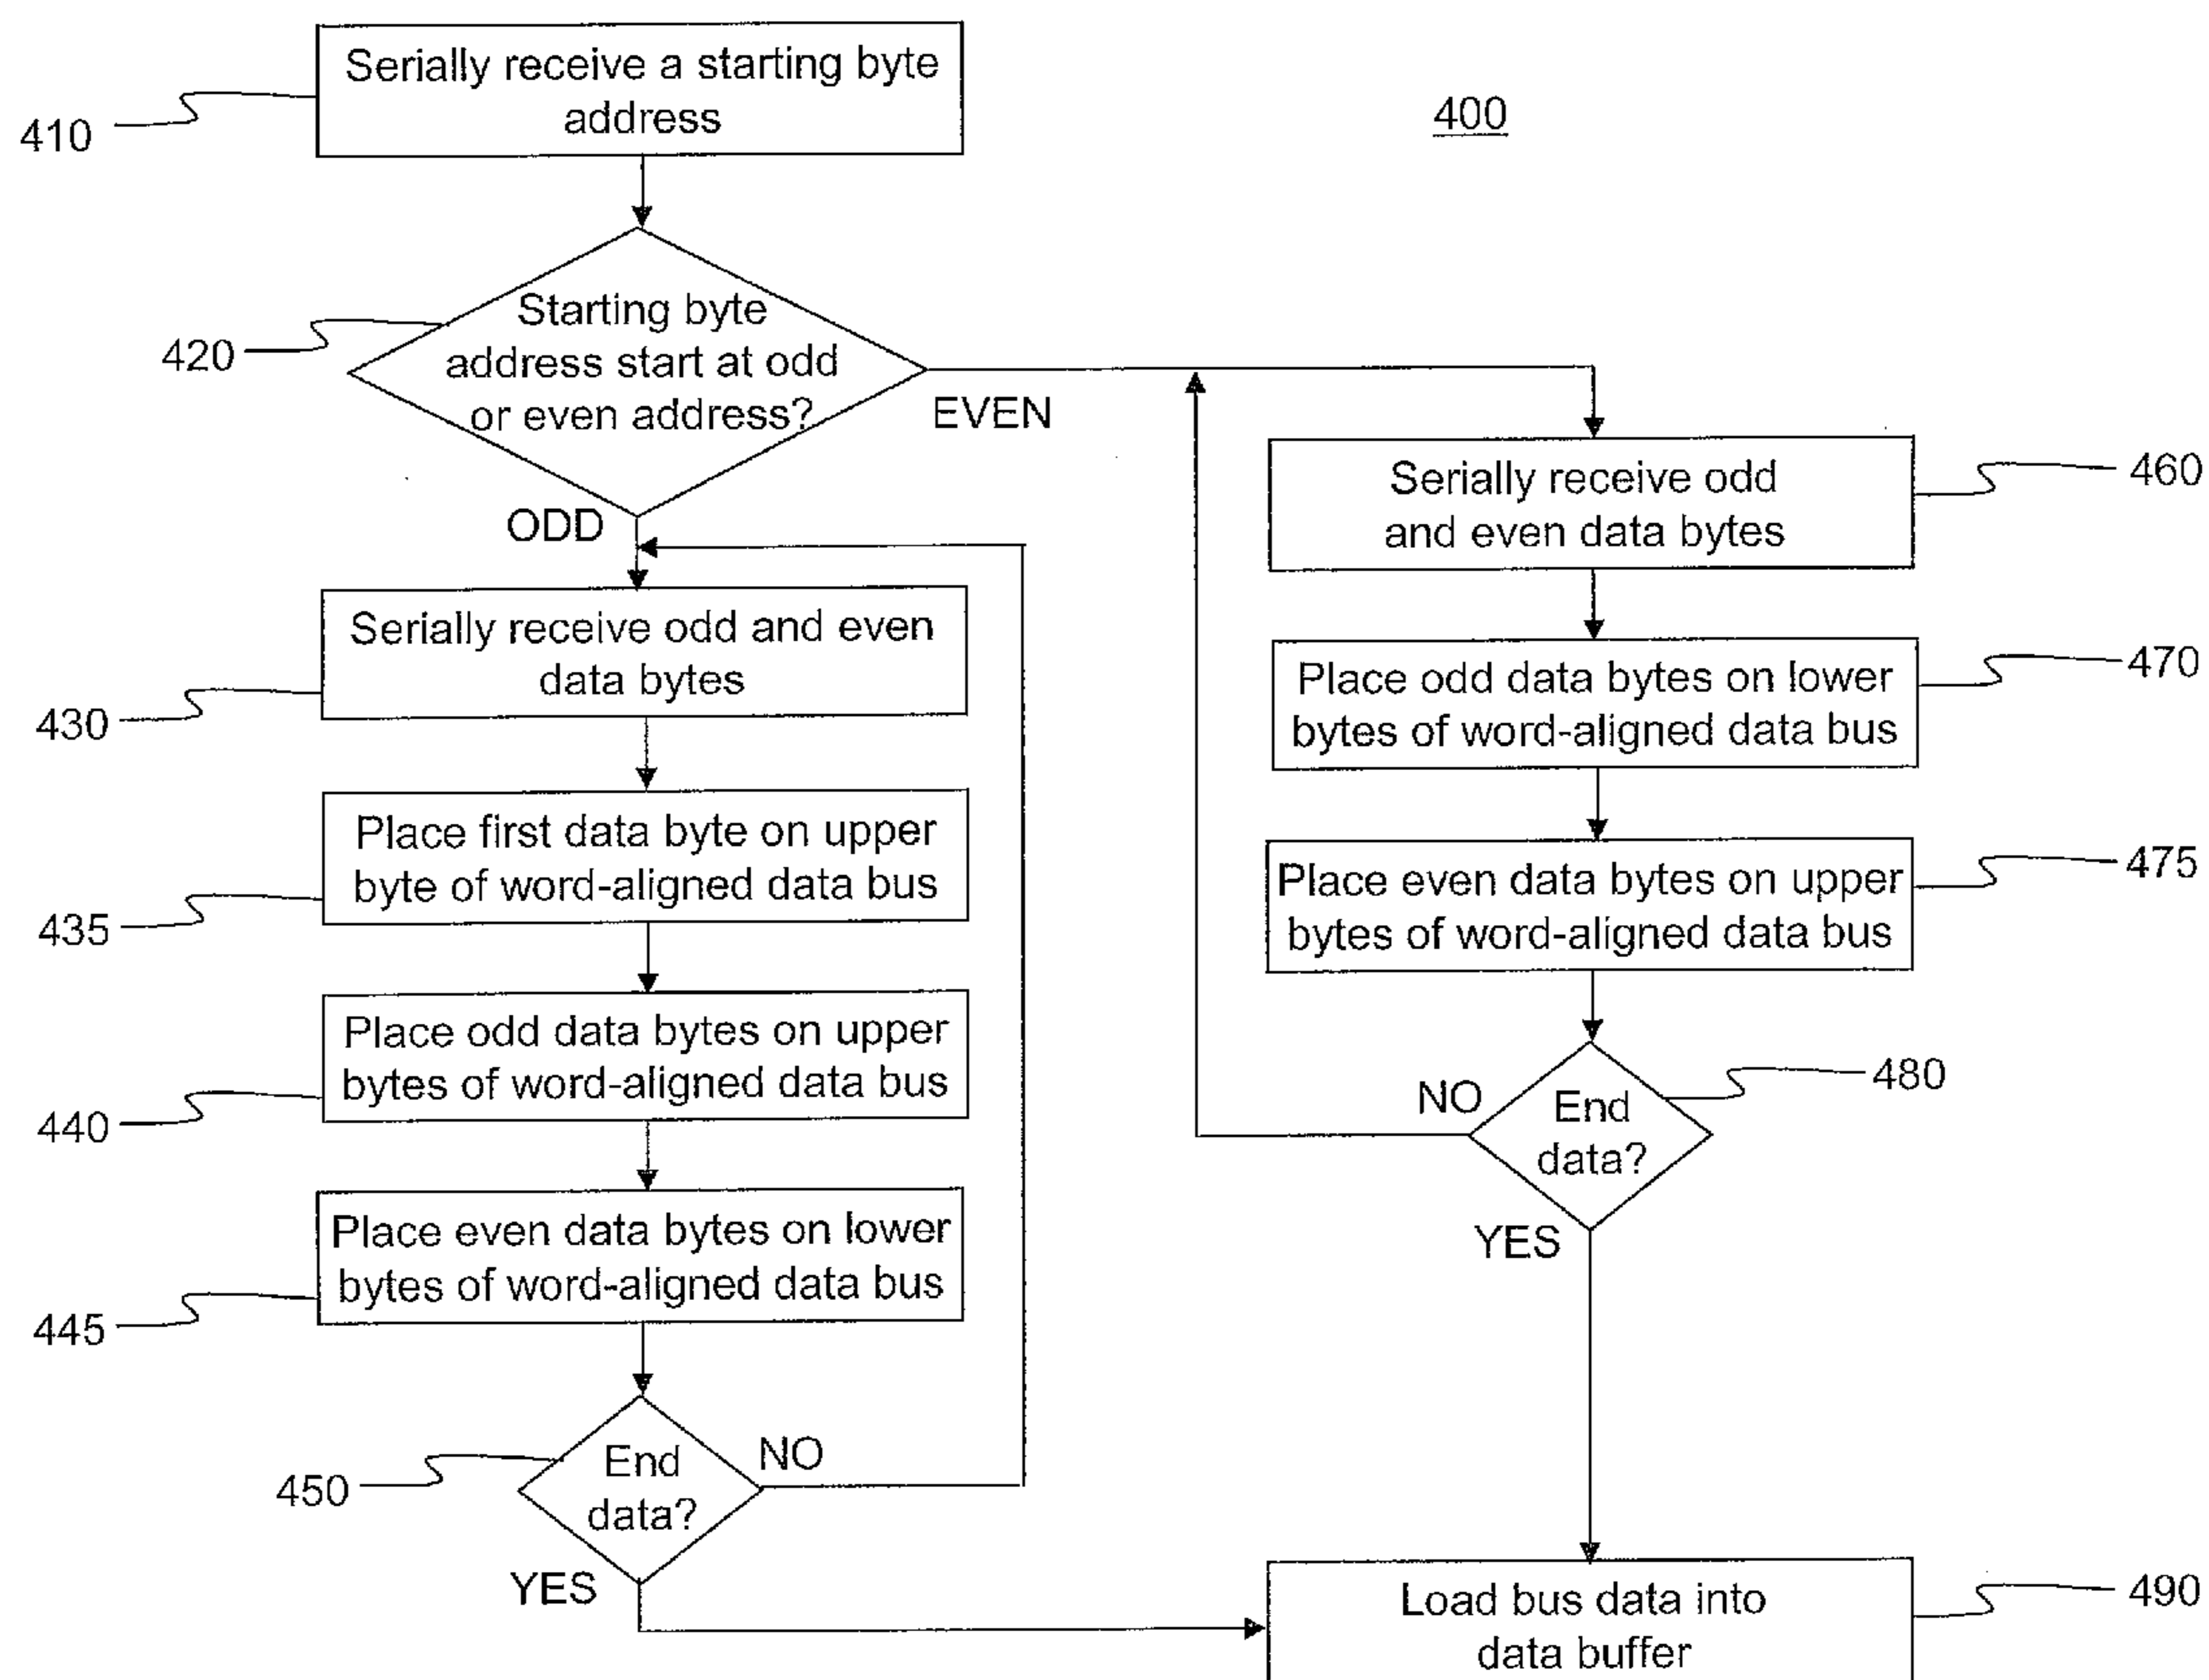 Serially receive a starting byte
address
410
400
Starting byte
address start at odd
or even address?
420
EVEN
ODD
Serially receive odd and even
data bytes
430
Place first data byte on upper
byte of word-aligned data bus
435
Place odd data bytes on upper
bytes of word-aligned data bus
440
Place even data bytes on lower
bytes of word-aligned data bus
445
End
data?
450
NO
YES
Serially receive odd
and even data bytes
460
Place odd data bytes on lower
bytes of word-aligned data bus
470
Place even data bytes on upper
bytes of word-aligned data bus
475
End
data?
480
NO
YES
Load bus data into
data buffer
490